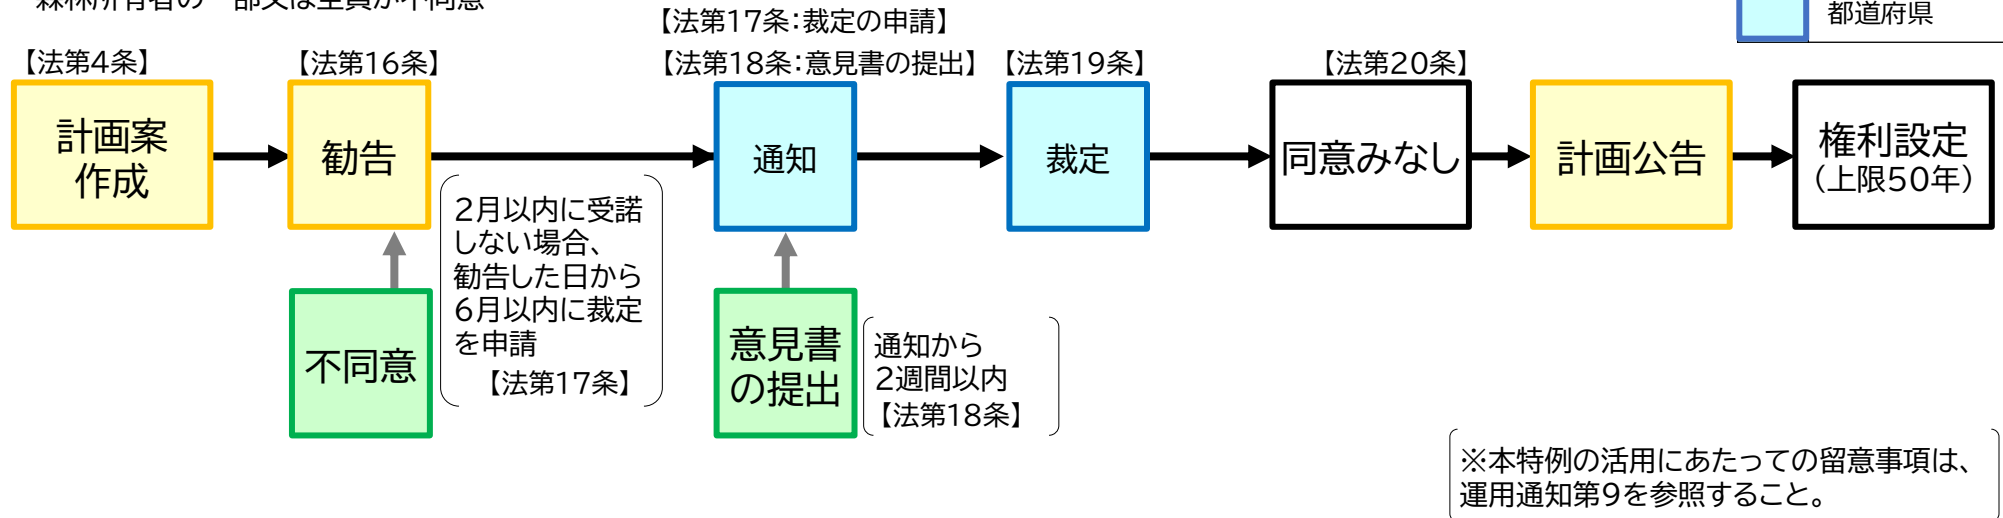 都道府県
【法第17条：裁定の申請】
【法第4条】
【法第16条】
【法第18条：意見書の提出】
【法第19条】
【法第20条】
計画案
作成
勧告
通知
裁定
同意みなし
計画公告
権利設定
（上限50年）
2月以内に受諾
しない場合、
勧告した日から
6月以内に裁定
を申請
【法第17条】
不同意
意見書
の提出
通知から
2週間以内
【法第18条】
※本特例の活用にあたっての留意事項は、
運用通知第9を参照すること。